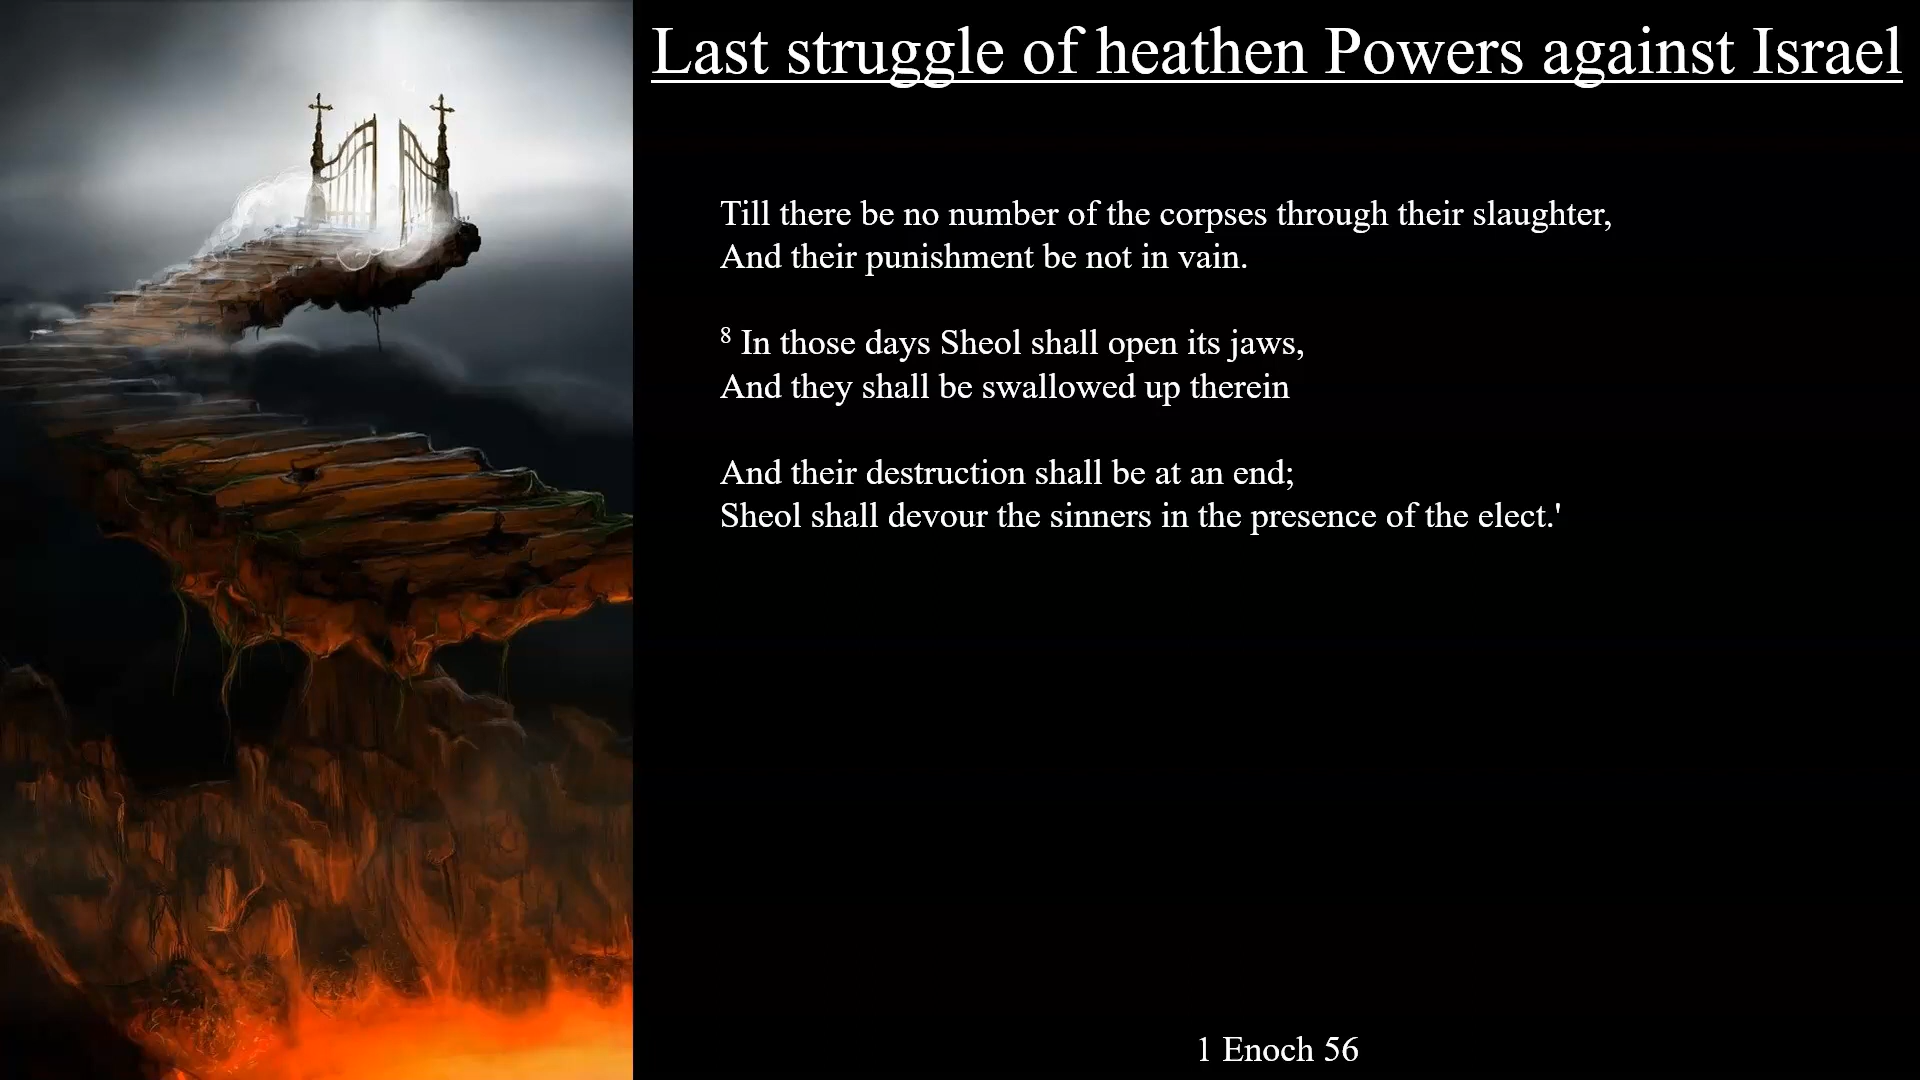 Last struggle of heathen Powers against Israel
Till there be no number of the corpses through their slaughter,
And their punishment be not in vain.
8 In those days Sheol shall open its jaws,
And they shall be swallowed up therein
And their destruction shall be at an end;
Sheol shall devour the sinners in the presence of the elect.'
1 Enoch 56